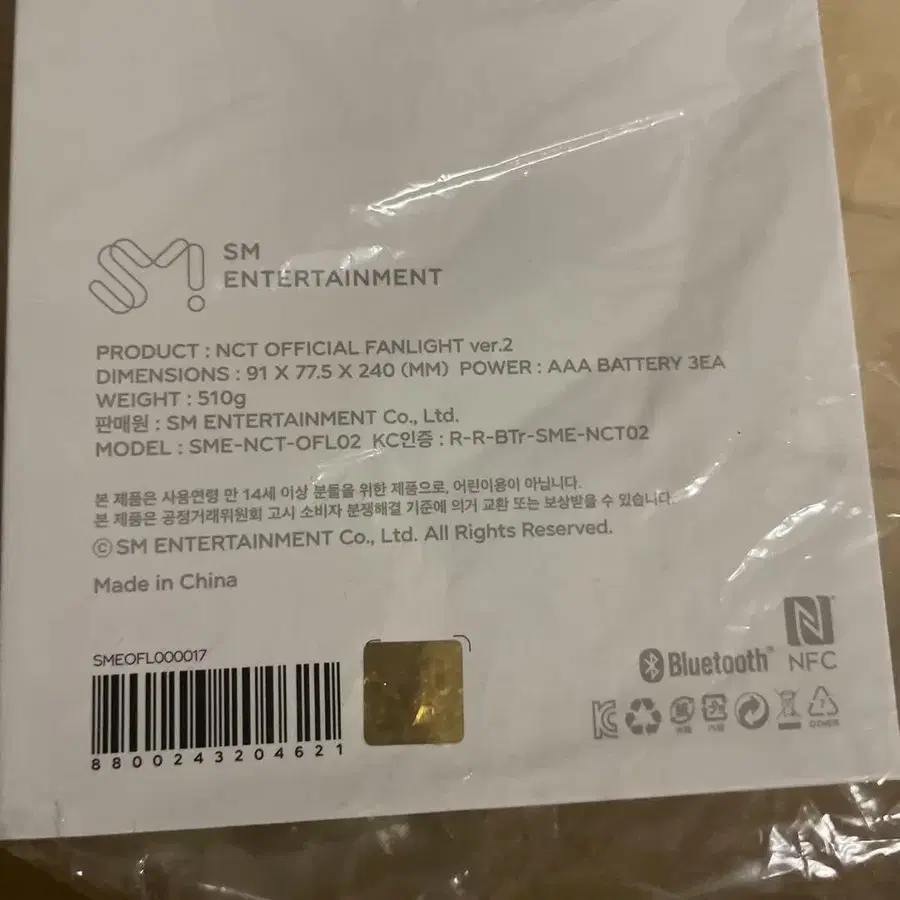 SM
ENTERTAINMENT
PRODUCT : NCT OFFICIAL FANLIGHT ver.2
DIMENSIONS : 91 X 77.5 X 240 (MM) POWER : AAA BATTERY 3EA
WEIGHT : 510g
판매원 : SM ENTERTAINMENT Co., Ltd.
MODEL : SME-NCT-OFL02 KC인증 : R-R-BTr-SME-NCT02
본 제품은 사용연령 만 14세 이상 분들을 위한 제품으로, 어린이용이 아닙니다.
본 제품은 공정거래위원회 고시 소비자 분쟁해결 기준에 의거 교환 또는 보상받을 수 있습니다.
ⓒ SM ENTERTAINMENT Co., Ltd. All Rights Reserved.
Made in China
SMEOFL000017
8800243204621
Bluetooth®
NFC
OTHER